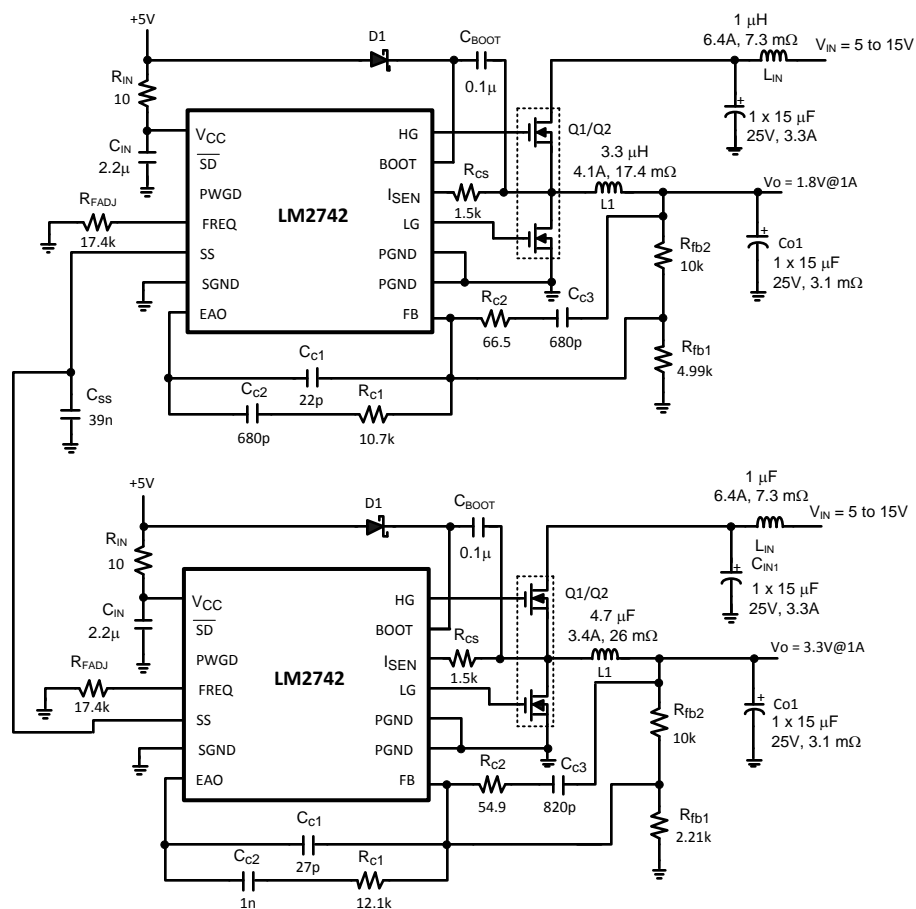 1 μH
6.4A, 7.3 mΩ
+5V
D1
CBOOT
VIN = 5 to 15V
LIN
RIN
10
0.1μ
+
1 x 15 μF
25V, 3.3A
VCC
HG
Q1/Q2
CIN
2.2μ
SD
BOOT
3.3 μH
4.1A, 17.4 mΩ
RCS
PWGD
ISEN
Vo = 1.8V@1A
RFADJ
LM2742
1.5k
L1
FREQ
LG
17.4k
+
Co1
1 x 15 μF
25V, 3.1 mΩ
SS
PGND
Rfb2
10k
SGND
PGND
Rc2
Cc3
EAO
FB
66.5
680p
Rfb1
4.99k
Cc1
22p
CSS
39n
Cc2
Rc1
680p
10.7k
1 μF
6.4A, 7.3 mΩ
+5V
D1
CBOOT
VIN = 5 to 15V
RIN
10
0.1μ
LIN
CIN1
+
1 x 15 μF
25V, 3.3A
VCC
HG
Q1/Q2
CIN
2.2μ
SD
BOOT
4.7 μF
3.4A, 26 mΩ
RCS
PWGD
ISEN
Vo = 3.3V@1A
RFADJ
LM2742
1.5k
L1
FREQ
LG
17.4k
+
Co1
1 x 15 μF
25V, 3.1 mΩ
SS
PGND
Rfb2
10k
SGND
PGND
Rc2
Cc3
EAO
FB
54.9
820p
Rfb1
2.21k
Cc1
27p
Cc2
Rc1
1n
12.1k